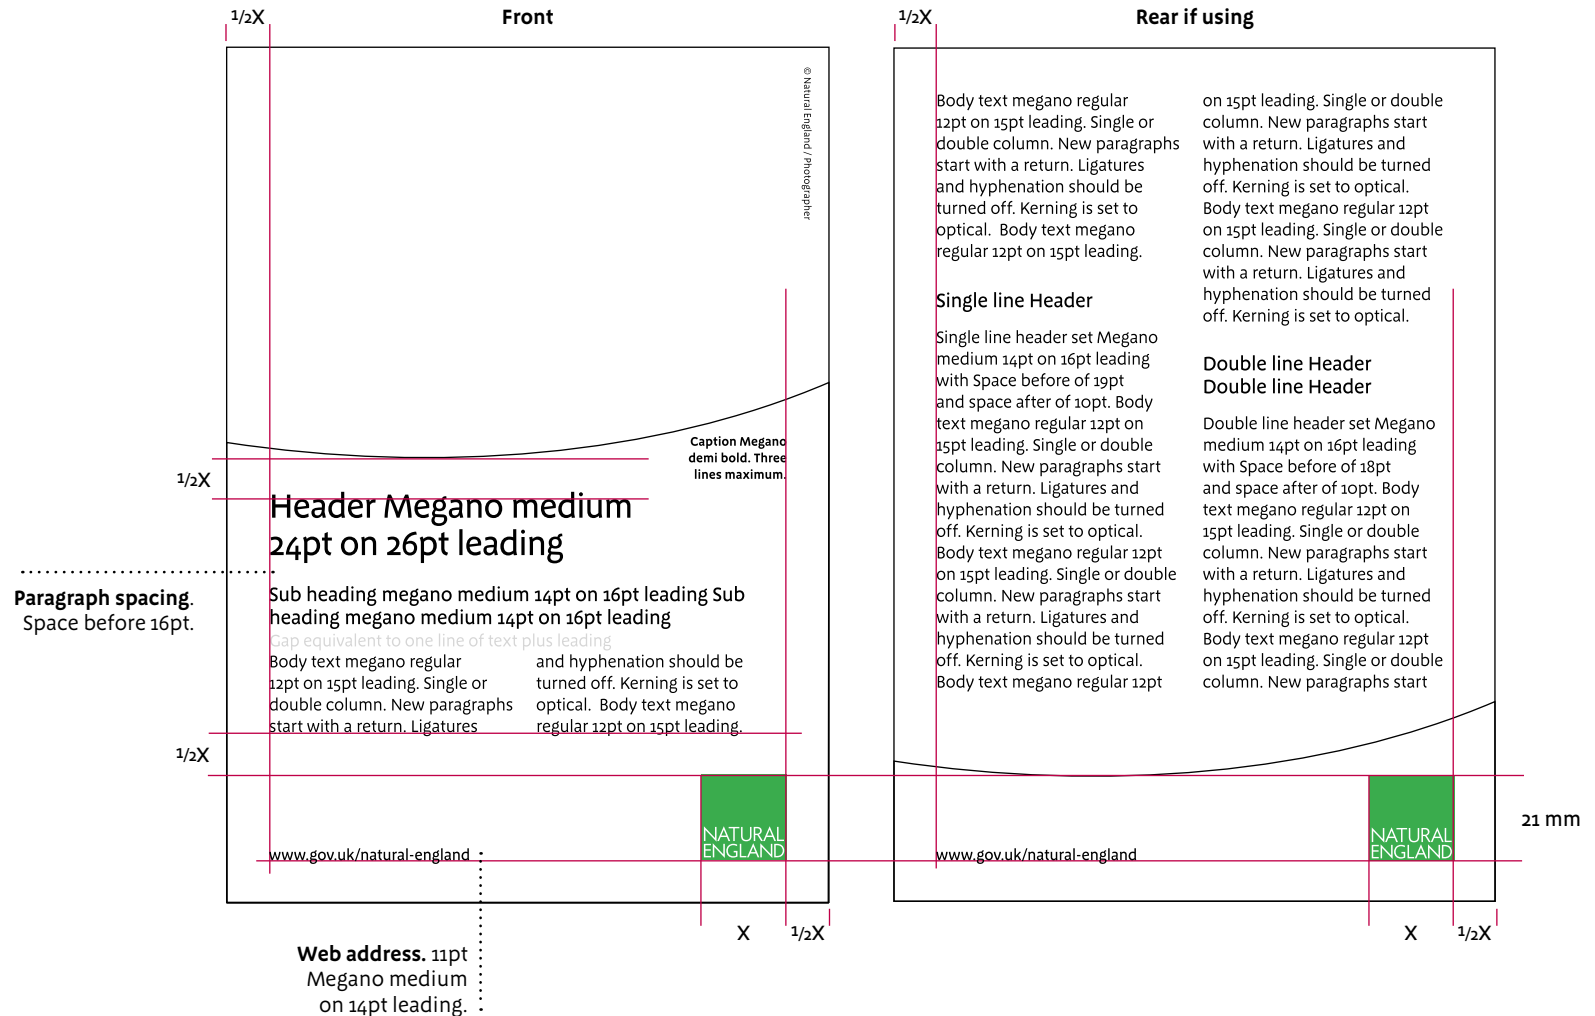 ½X
Front
© Natural England / Photographer
Caption Megano
demi bold. Three
lines maximum.
½X
Header Megano medium
24pt on 26pt leading
Paragraph spacing.
Space before 16pt.
Sub heading megano medium 14pt on 16pt leading Sub
heading megano medium 14pt on 16pt leading
Gap equivalent to one line of text plus leading
Body text megano regular
12pt on 15pt leading. Single or
double column. New paragraphs
start with a return. Ligatures
and hyphenation should be
turned off. Kerning is set to
optical.  Body text megano
regular 12pt on 15pt leading.
½X
NATURAL
ENGLAND
www.gov.uk/natural-england
X
½X
Web address. 11pt
Megano medium
on 14pt leading.
½X
Rear if using
Body text megano regular
12pt on 15pt leading. Single or
double column. New paragraphs
start with a return. Ligatures
and hyphenation should be
turned off. Kerning is set to
optical.  Body text megano
regular 12pt on 15pt leading.
Single line Header
Single line header set Megano
medium 14pt on 16pt leading
with Space before of 19pt
and space after of 10pt. Body
text megano regular 12pt on
15pt leading. Single or double
column. New paragraphs start
with a return. Ligatures and
hyphenation should be turned
off. Kerning is set to optical.
Body text megano regular 12pt
on 15pt leading. Single or double
column. New paragraphs start
with a return. Ligatures and
hyphenation should be turned
off. Kerning is set to optical.
Body text megano regular 12pt
on 15pt leading. Single or double
column. New paragraphs start
with a return. Ligatures and
hyphenation should be turned
off. Kerning is set to optical.
Body text megano regular 12pt
on 15pt leading. Single or double
column. New paragraphs start
with a return. Ligatures and
hyphenation should be turned
off. Kerning is set to optical.
Double line Header
Double line Header
Double line header set Megano
medium 14pt on 16pt leading
with Space before of 18pt
and space after of 10pt. Body
text megano regular 12pt on
15pt leading. Single or double
column. New paragraphs start
with a return. Ligatures and
hyphenation should be turned
off. Kerning is set to optical.
Body text megano regular 12pt
on 15pt leading. Single or double
column. New paragraphs start
NATURAL
ENGLAND
21 mm
www.gov.uk/natural-england
X
½X